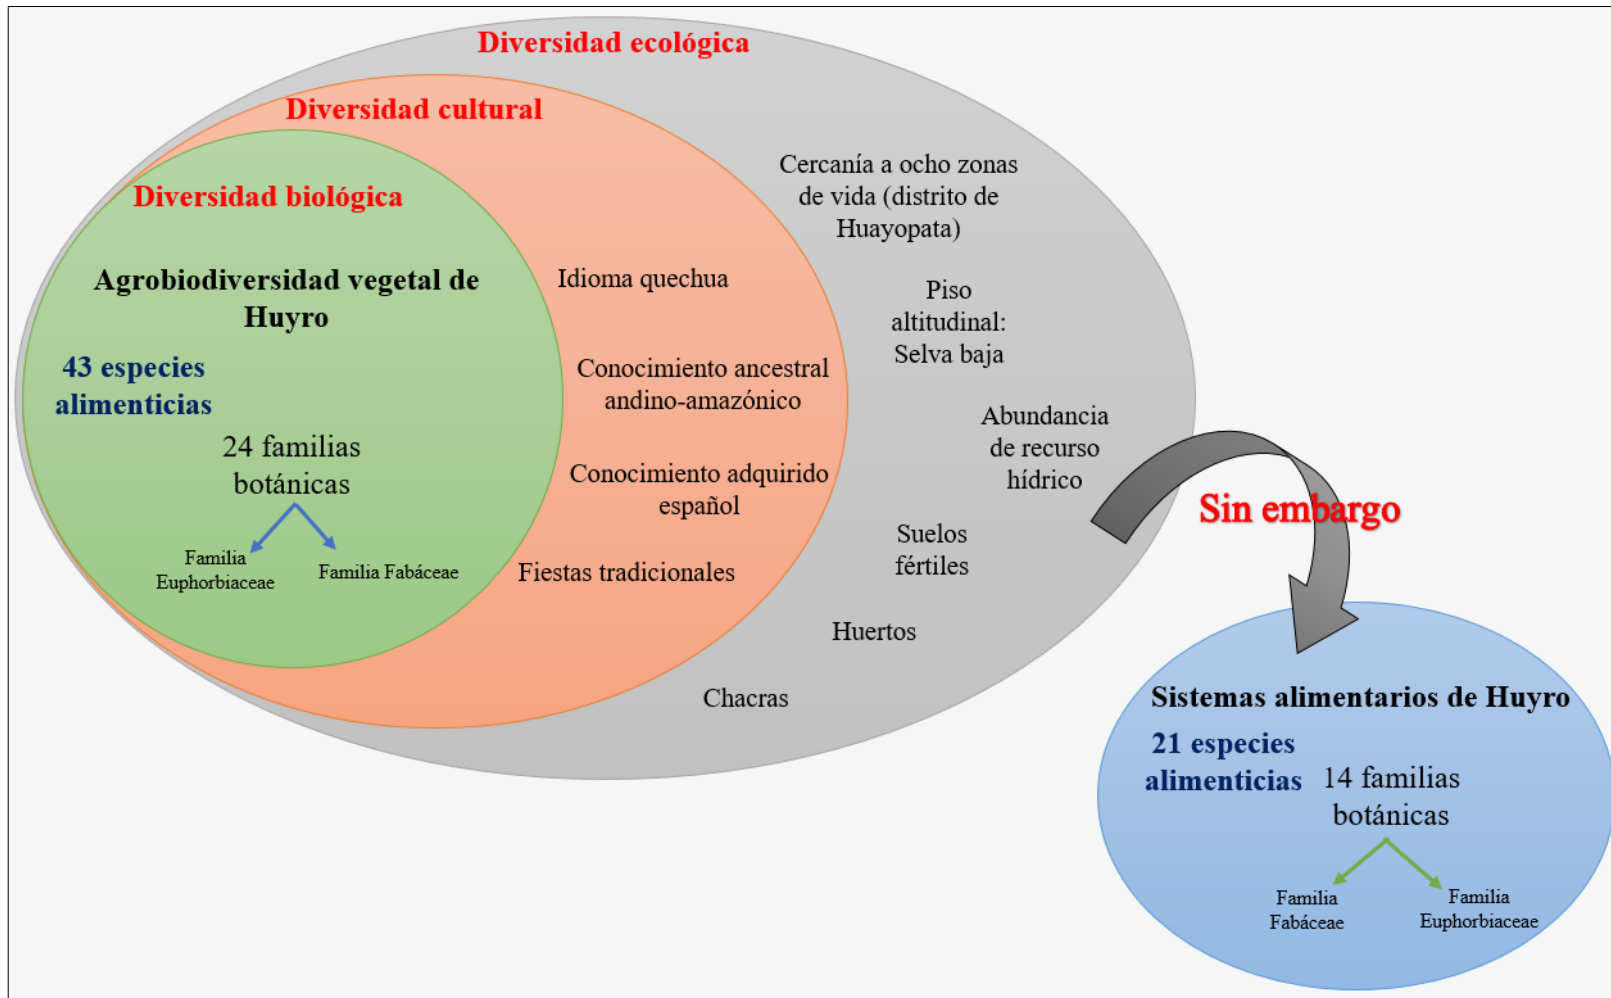 Diversidad ecológica
Diversidad cultural
Diversidad biológica
Agrobiodiversidad vegetal de
Huyro
43 especies
alimenticias
24 familias
botánicas
Familia
Euphorbiaceae
Familia Fabáceae
Idioma quechua
Conocimiento ancestral
andino-amazónico
Conocimiento adquirido
español
Fiestas tradicionales
Cercanía a ocho zonas
de vida (distrito de
Huayopata)
Piso
altitudinal:
Selva baja
Abundancia
de recurso
hídrico
Suelos
fértiles
Huertos
Chacras
Sin embargo
Sistemas alimentarios de Huyro
21 especies
alimenticias
14 familias
botánicas
Familia
Fabáceae
Familia
Euphorbiaceae